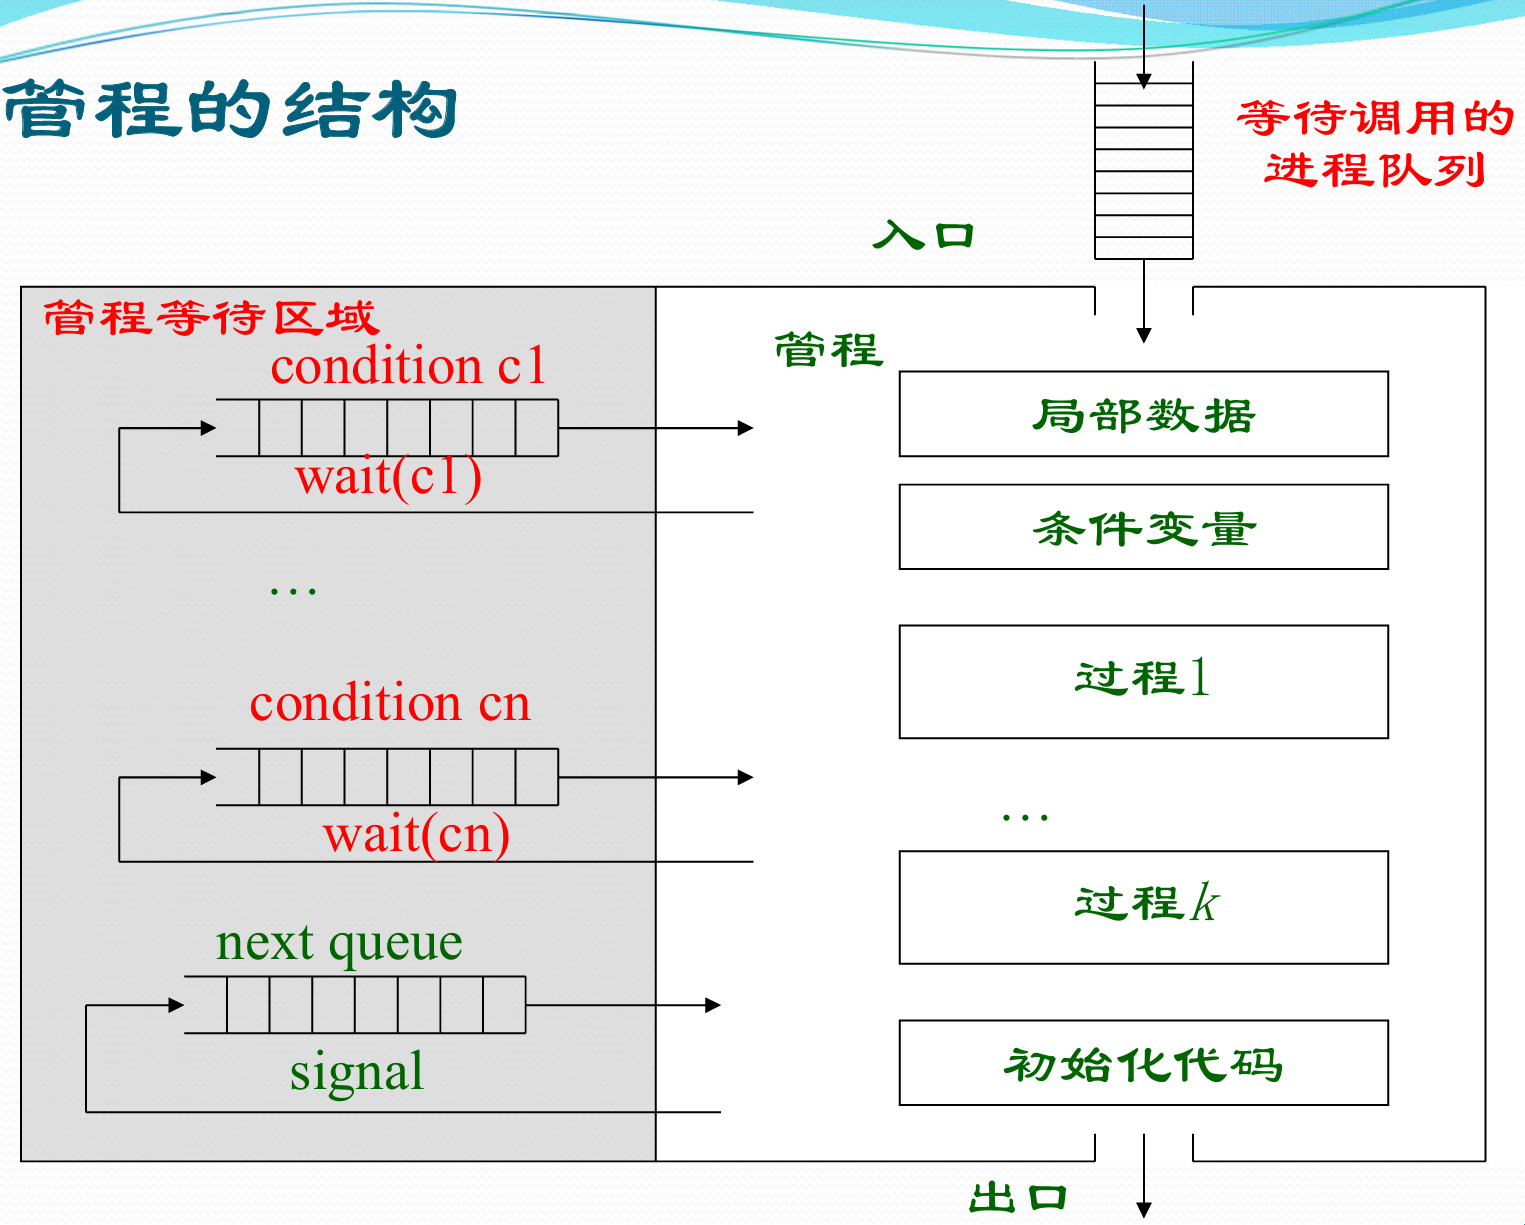 管程的结构
等待调用的
进程队列
入口
管程等待区域
condition c1
wait(c1)
…
condition cn
wait(cn)
next queue
signal
管程
局部数据
条件变量
过程1
…
过程k
初始化代码
出口